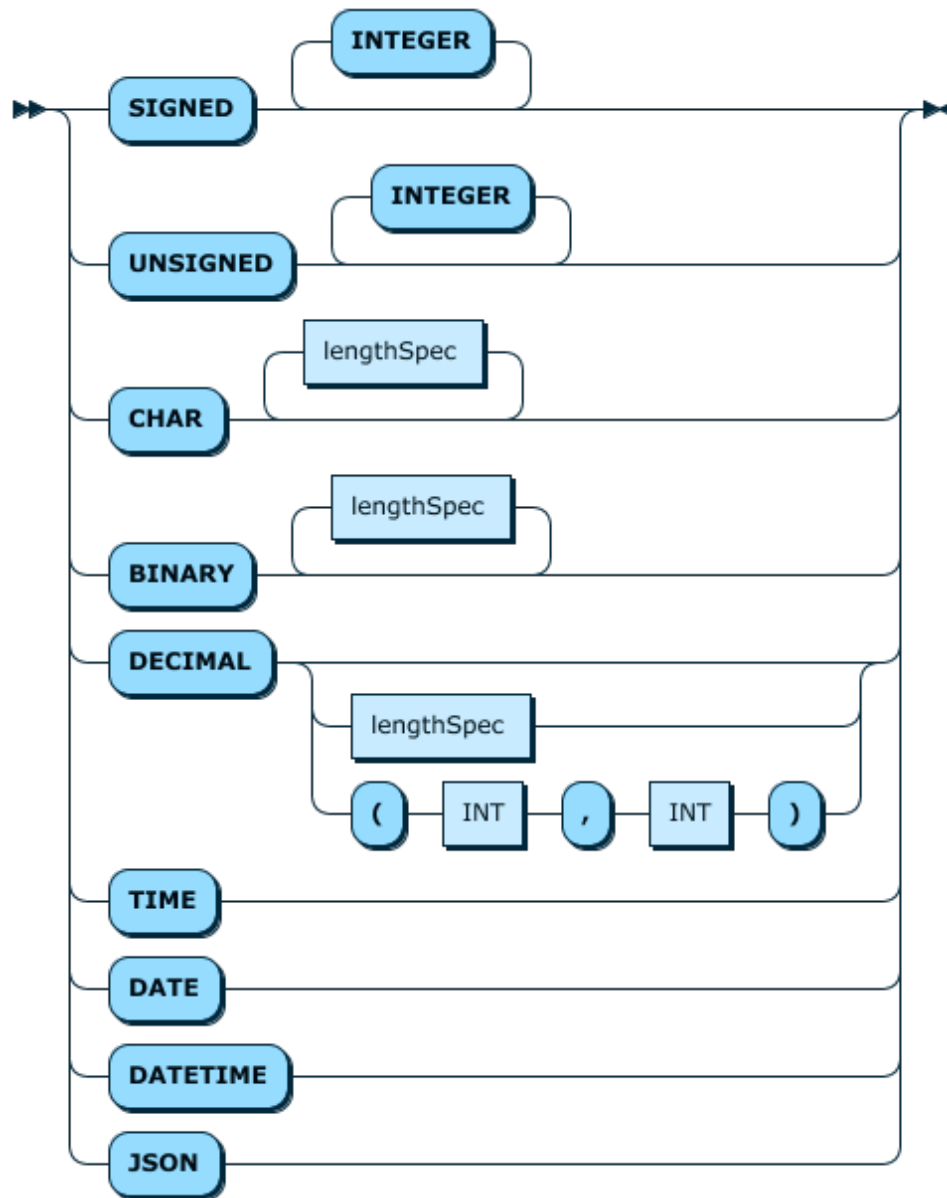 INTEGER
SIGNED
INTEGER
UNSIGNED
lengthSpec
CHAR
lengthSpec
BINARY
DECIMAL
lengthSpec
( INT , INT )
TIME
DATE
DATETIME
JSON